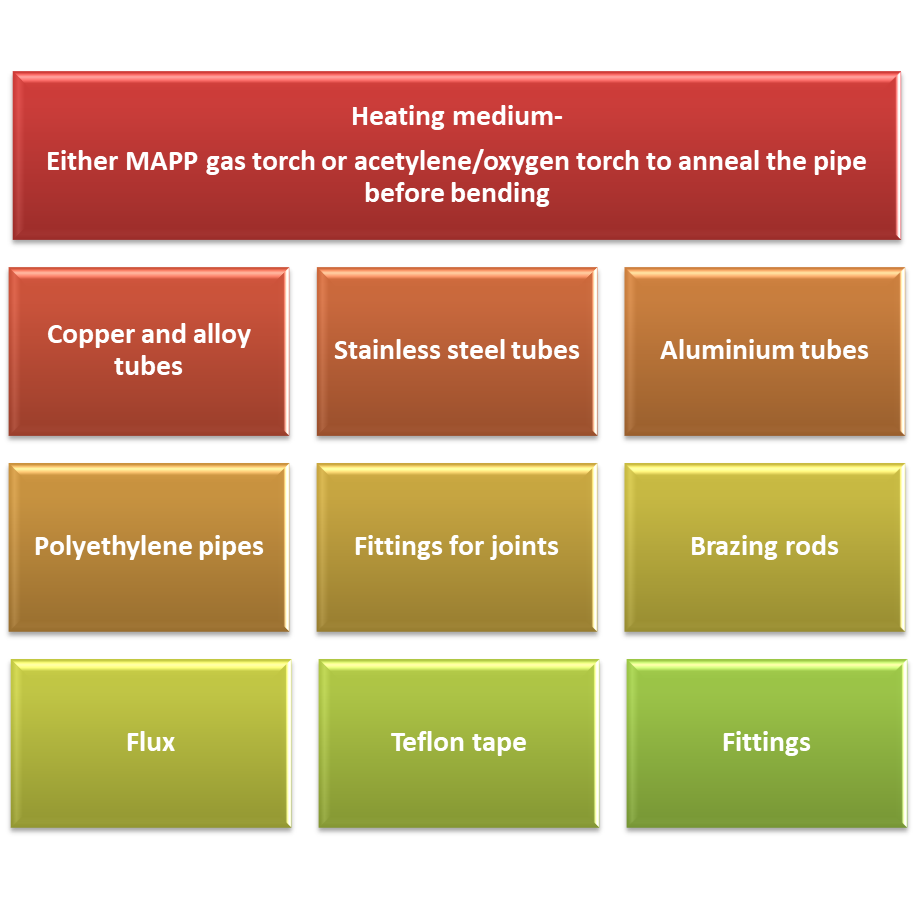 Heating medium-
Either MAPP gas torch or acetylene/oxygen torch to anneal the pipe
before bending
Copper and alloy
tubes
Stainless steel tubes
Aluminium tubes
Polyethylene pipes
Fittings for joints
Brazing rods
Flux
Teflon tape
Fittings